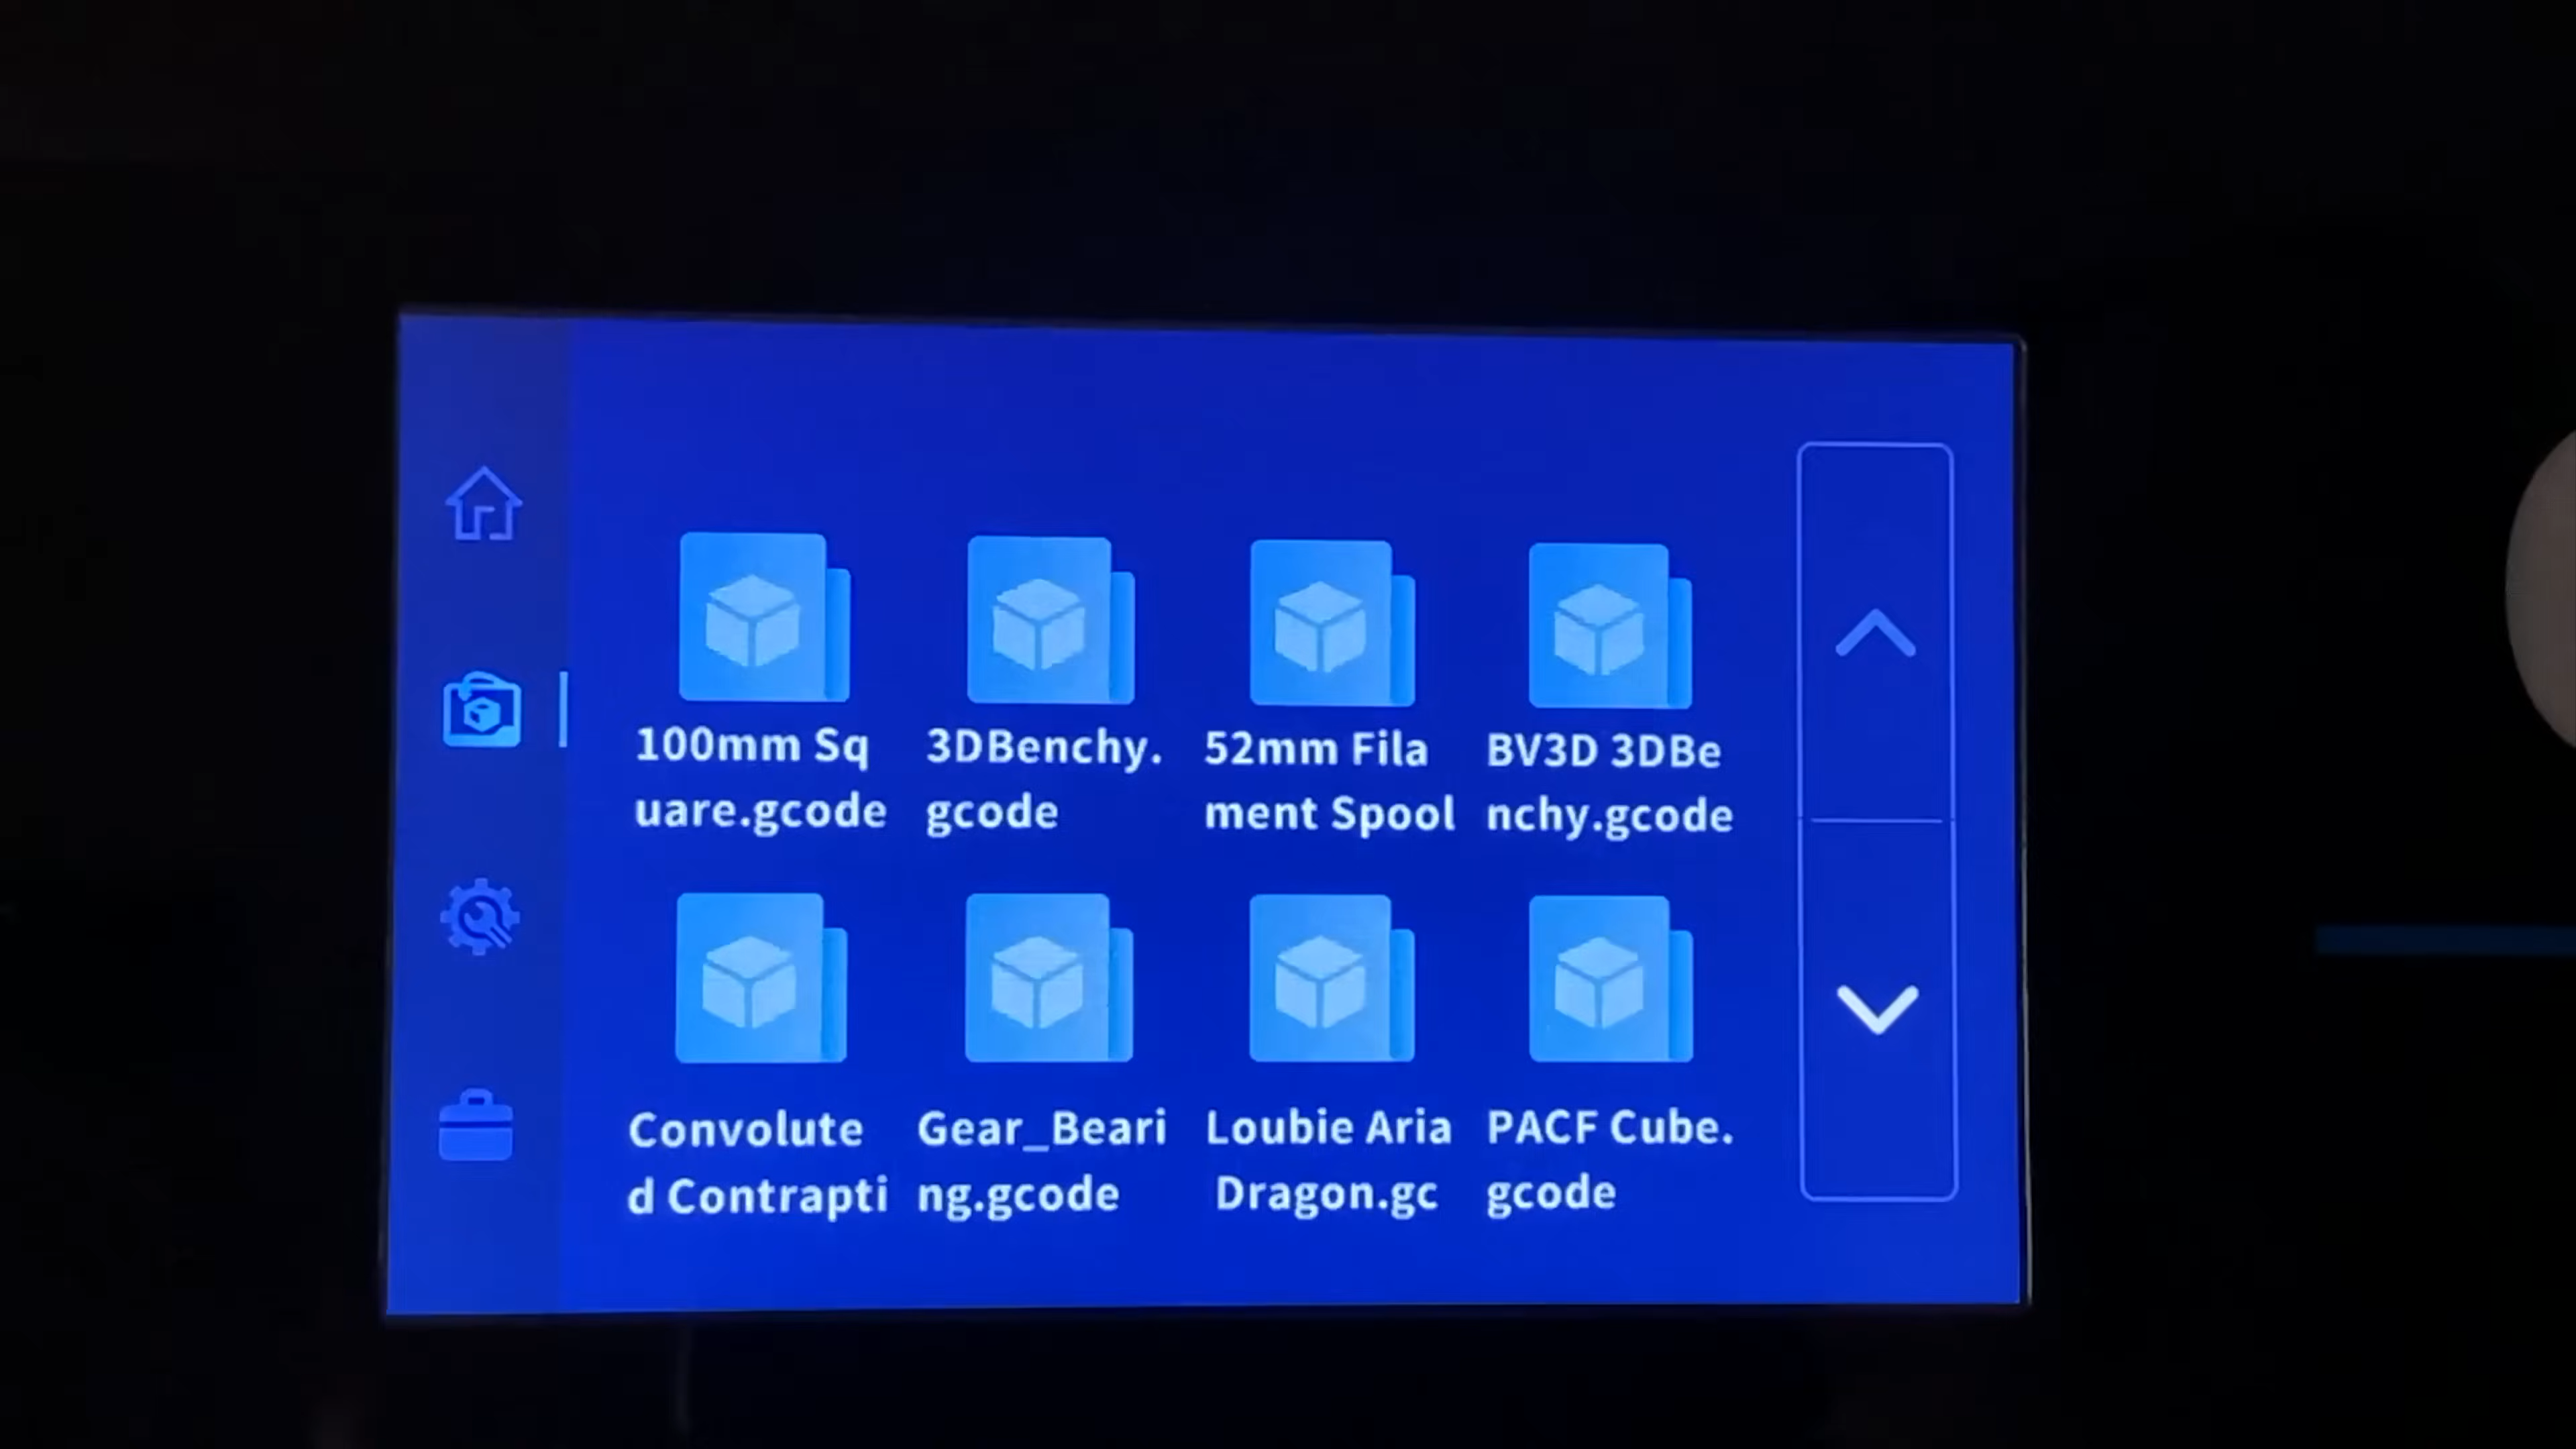 100mm Sq
uare.gcode
3DBenchy.
gcode
52mm Fila
ment Spool
BV3D 3DBe
nchy.gcode
Convolute
d Contrapti
Gear_Beari
ng.gcode
Loubie Aria
Dragon.gc
PACF Cube.
gcode